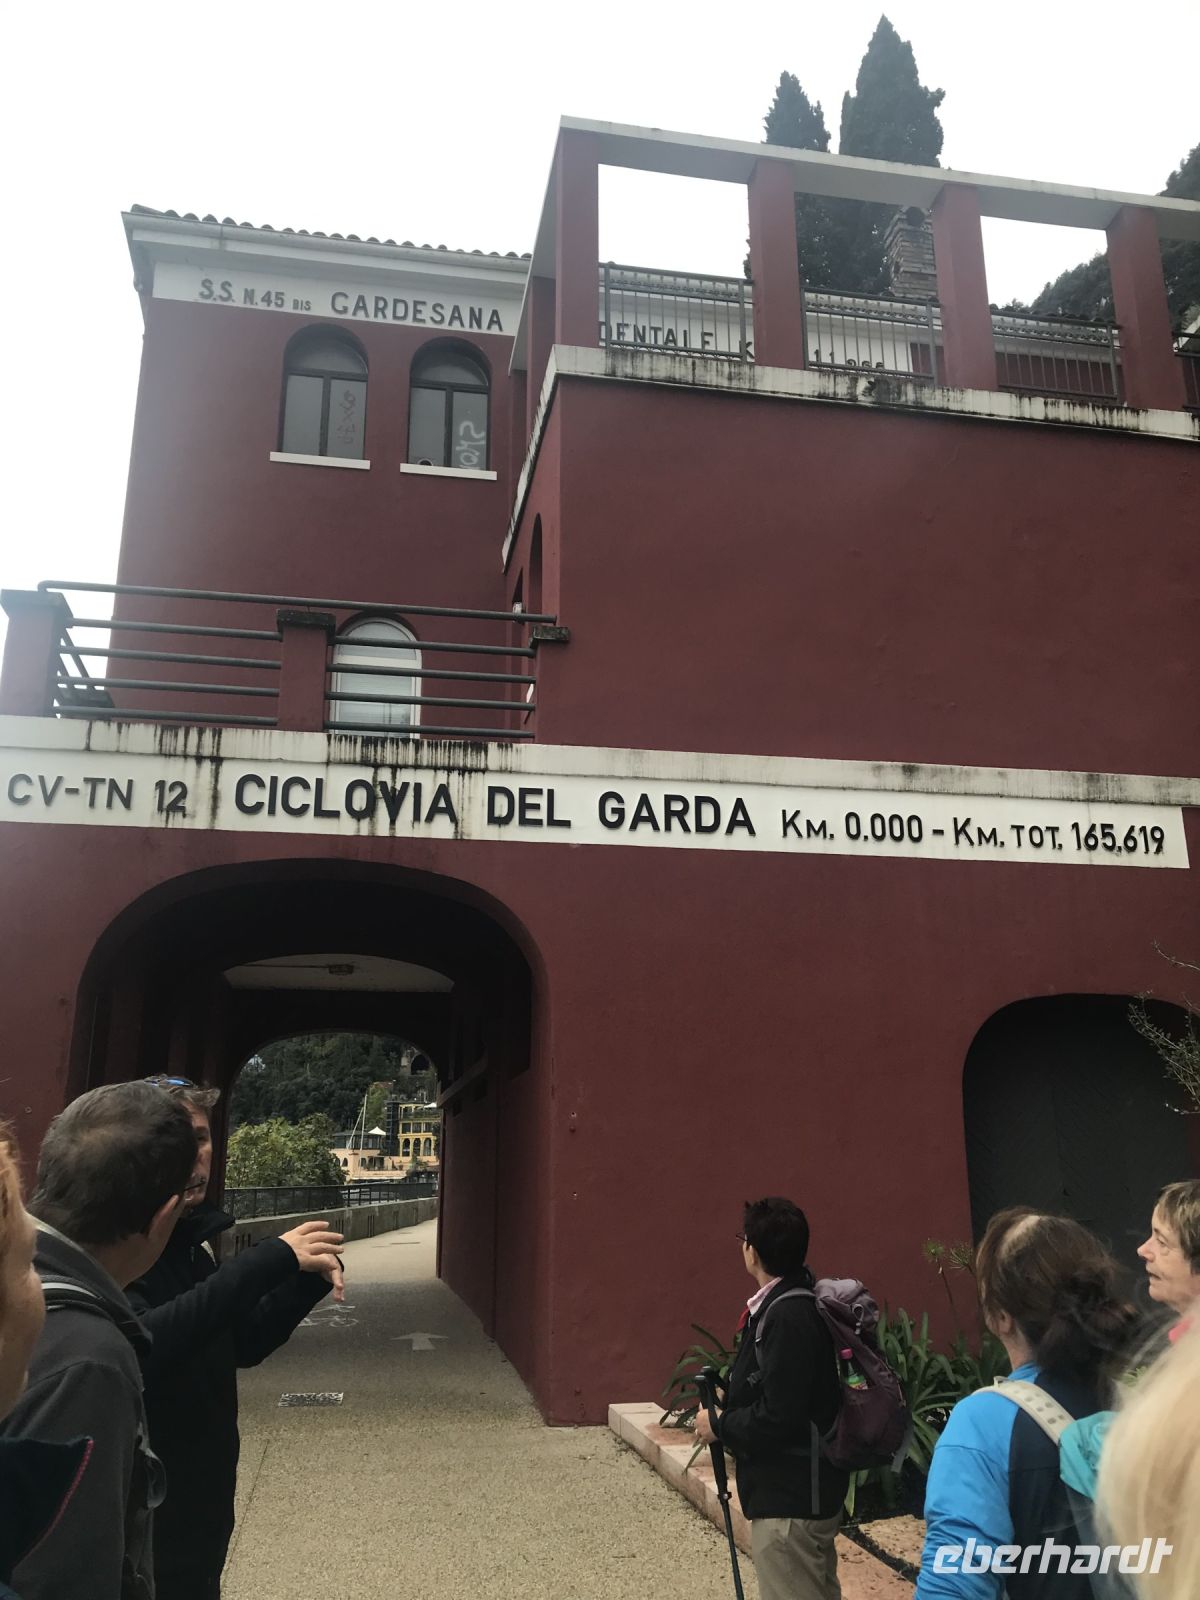 S.S. N.45 BIS GARDESANA
CV-TN 12 CICLOVIA DEL GARDA KM. 0.000 - KM. TOT. 165,619
eberhardt